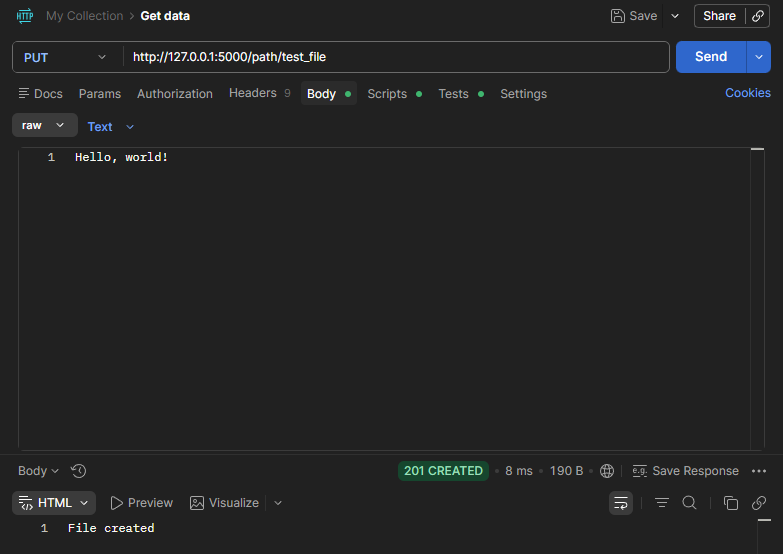 HTTP My Collection > Get data Save Share
PUT http://127.0.0.1:5000/path/test_file Send
Docs Params Authorization Headers 9 Body Scripts Tests Settings Cookies
raw Text
1 Hello, world!
Body 201 CREATED 8 ms 190 B e.g. Save Response
HTML Preview Visualize
1 File created